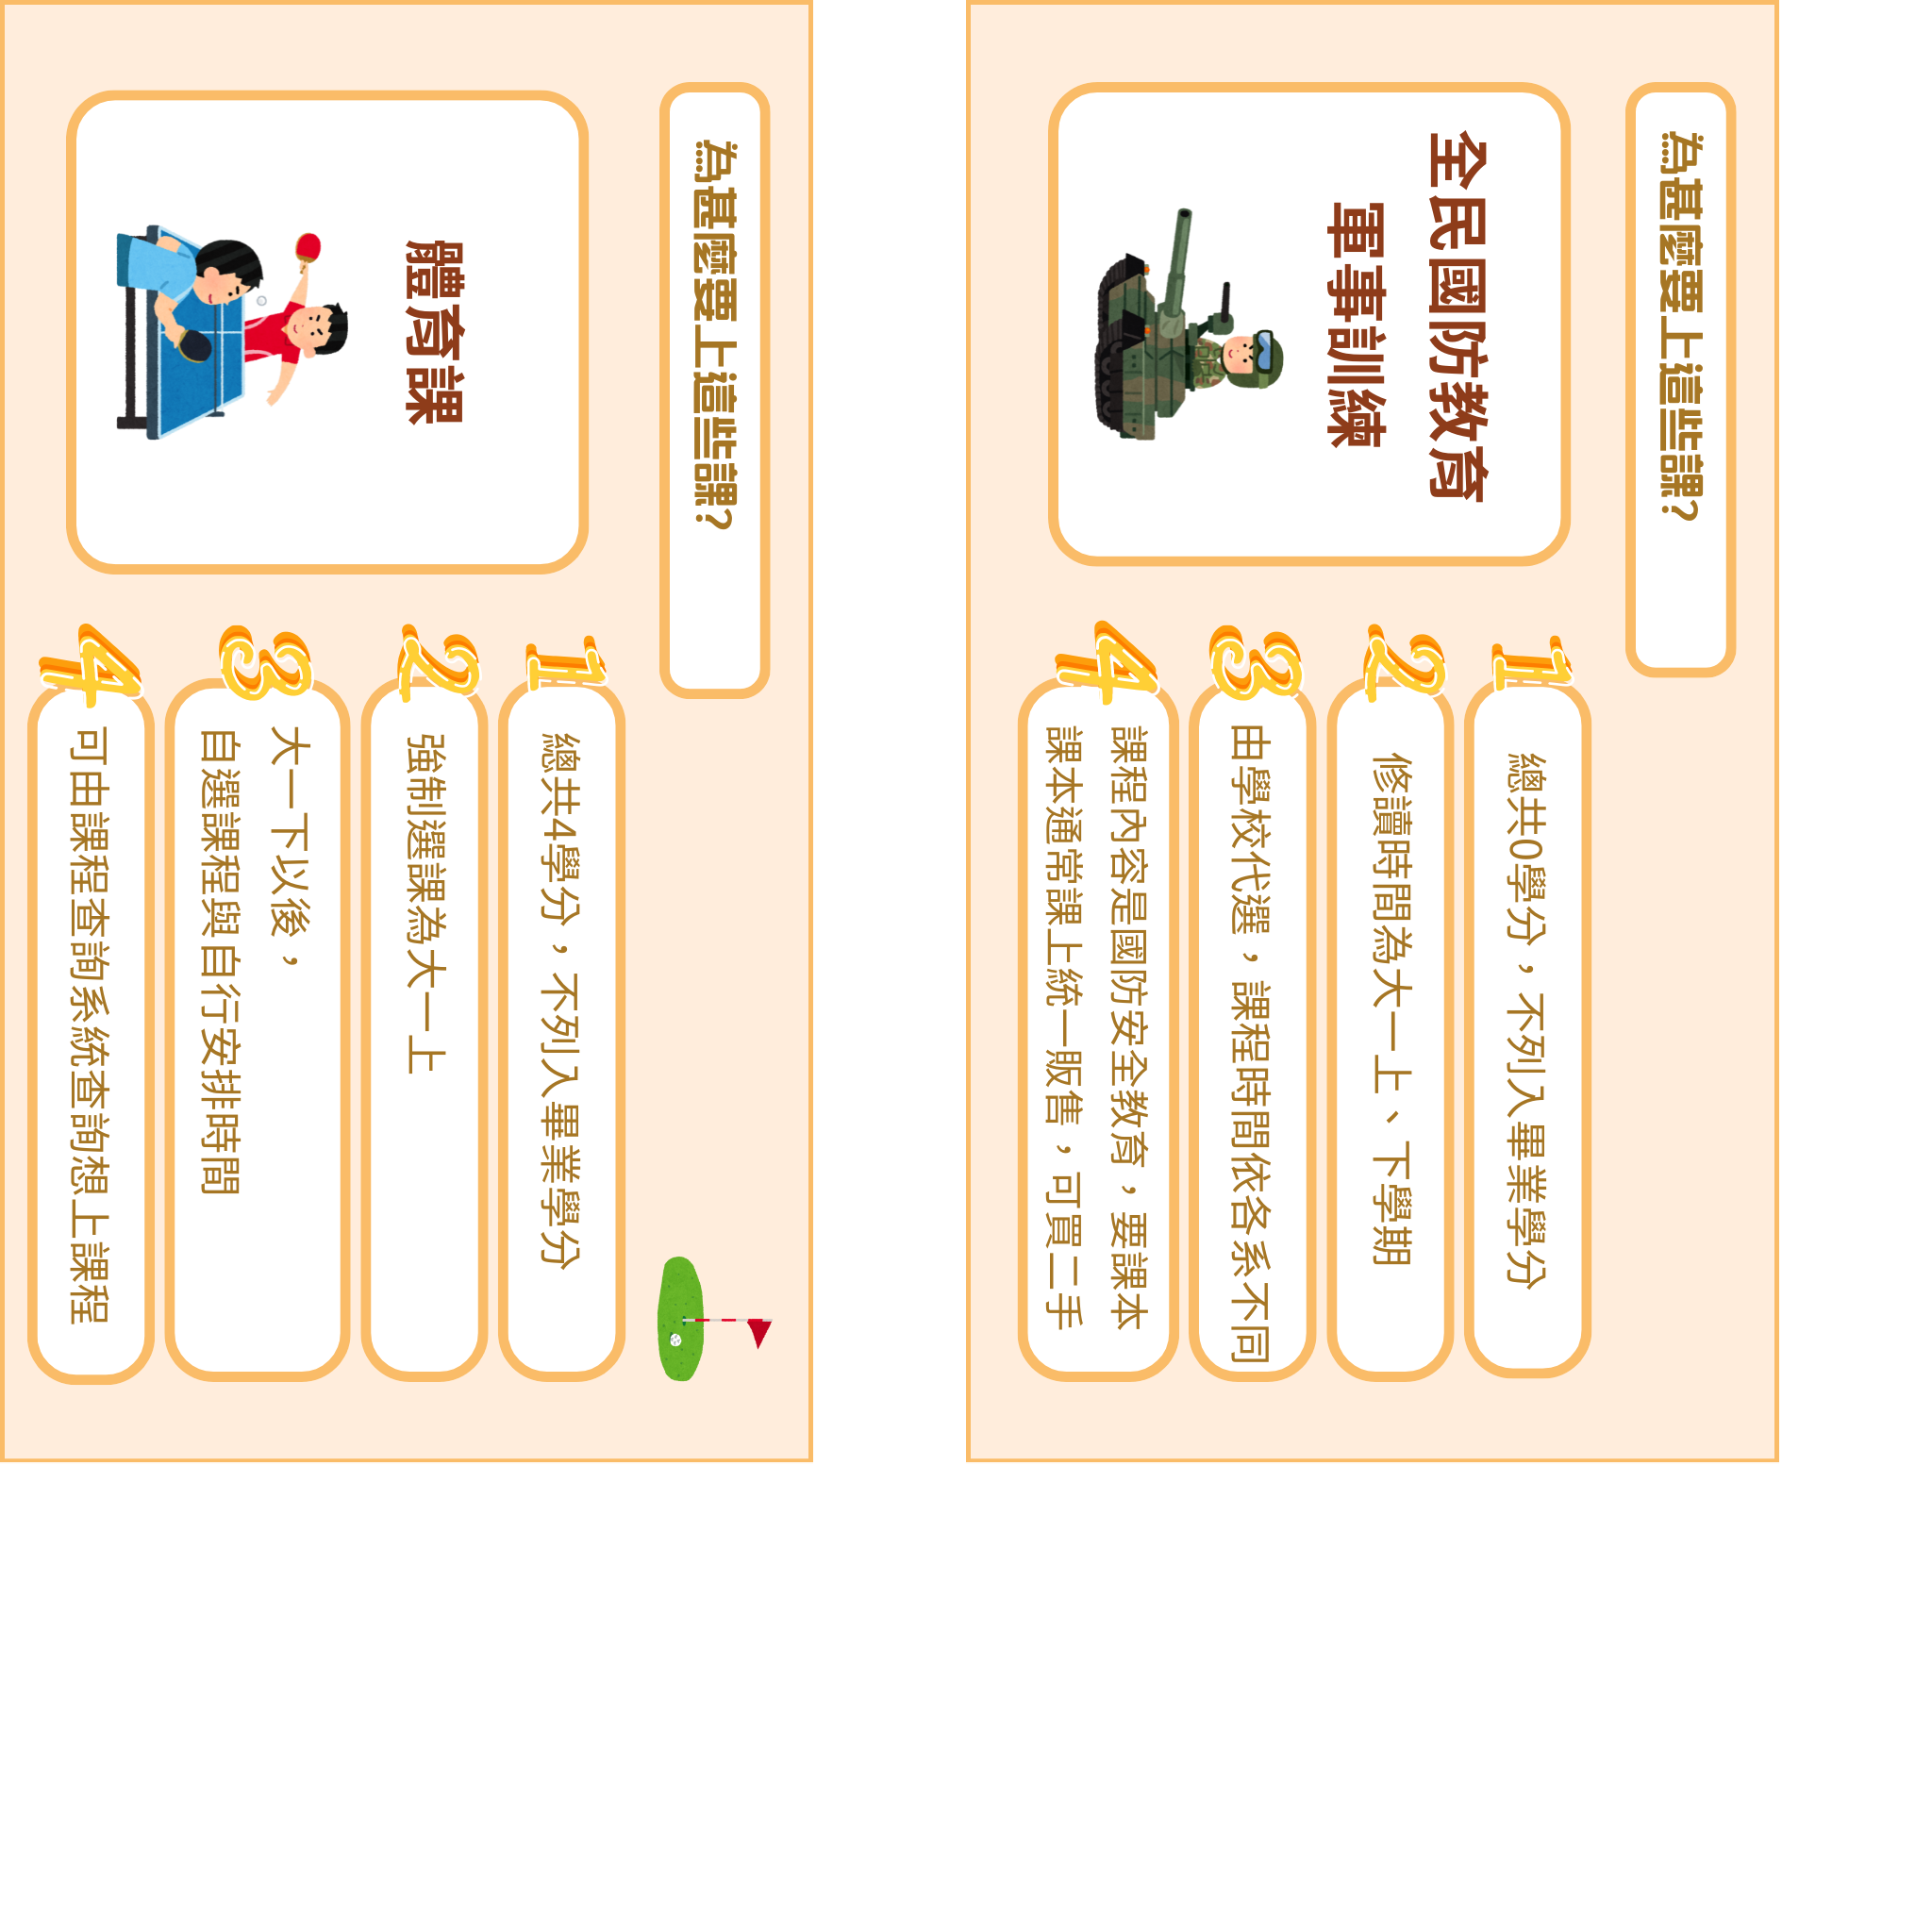 為甚麼要上這些課?
全民國防教育
軍事訓練
1
總共0學分，不列入畢業學分
2
修讀時間為大一上、下學期
3
由學校代選，課程時間依各系不同
4
課程內容是國防安全教育，要課本
課本通常課上統一販售，可買二手
為甚麼要上這些課?
體育課
1
總共4學分，不列入畢業學分
2
強制選課為大一上
3
大一下以後，
自選課程與自行安排時間
4
可由課程查詢系統查詢想上課程